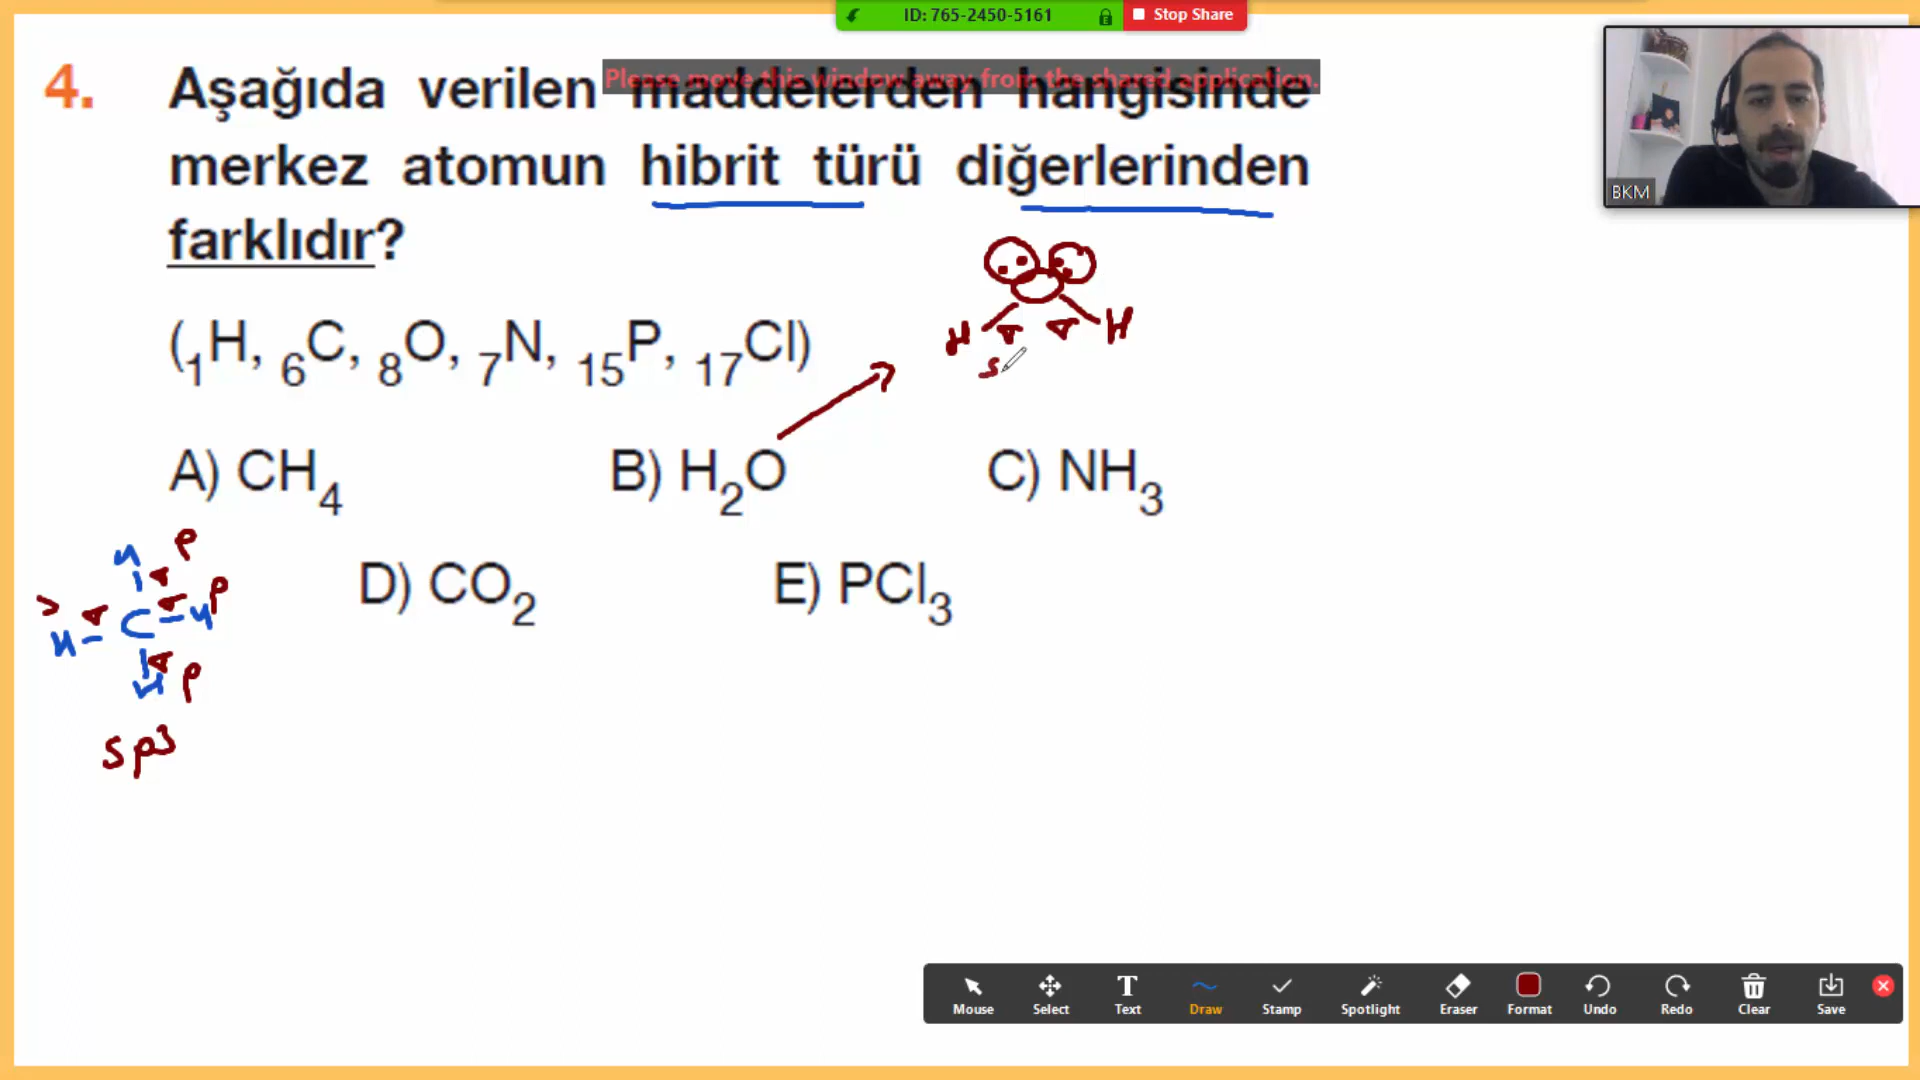 ID: 765-2450-5161
Stop Share
Please move this window away from the shared application.
4. Aşağıda verilen maddelerden hangisinde
merkez atomun hibrit türü diğerlerinden
farklıdır?
(₁H, ₆C, ₈O, ₇N, ₁₅P, ₁₇Cl)
H H
s
A) CH₄ B) H₂O C) NH₃
D) CO₂ E) PCl₃
H P
H C H P
H P
sp3
BKM
Mouse Select Text Draw Stamp Spotlight Eraser Format Undo Redo Clear Save